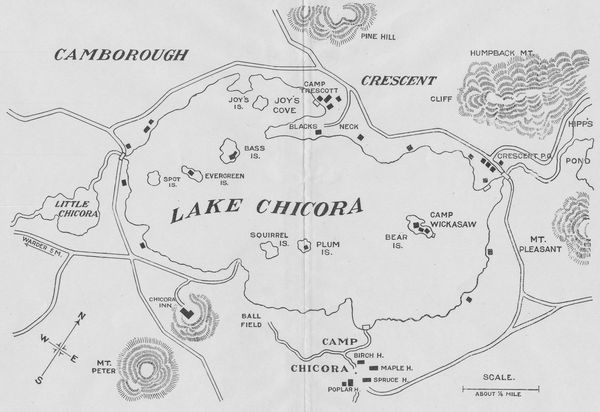 PINE HILL
CAMBOROUGH
HUMPBACK MT.
CRESCENT
CAMP
TRESCOTT
CLIFF
JOY'S
IS.
JOY'S
COVE
HIPPS
POND
BLACKS NECK
BASS
IS.
CRESCENT P.O.
SPOT
IS.
EVERGREEN
IS.
LITTLE
CHICORA
LAKE CHICORA
CAMP
WICKASAW
BEAR
IS.
SQUIRREL
IS.
PLUM
IS.
WARDER 5 M.
MT.
PLEASANT
CHICORA
INN
BALL
FIELD
N
W
E
S
MT.
PETER
CAMP
CHICORA
BIRCH H.
MAPLE H.
SPRUCE H.
POPLAR H.
SCALE.
ABOUT ½ MILE